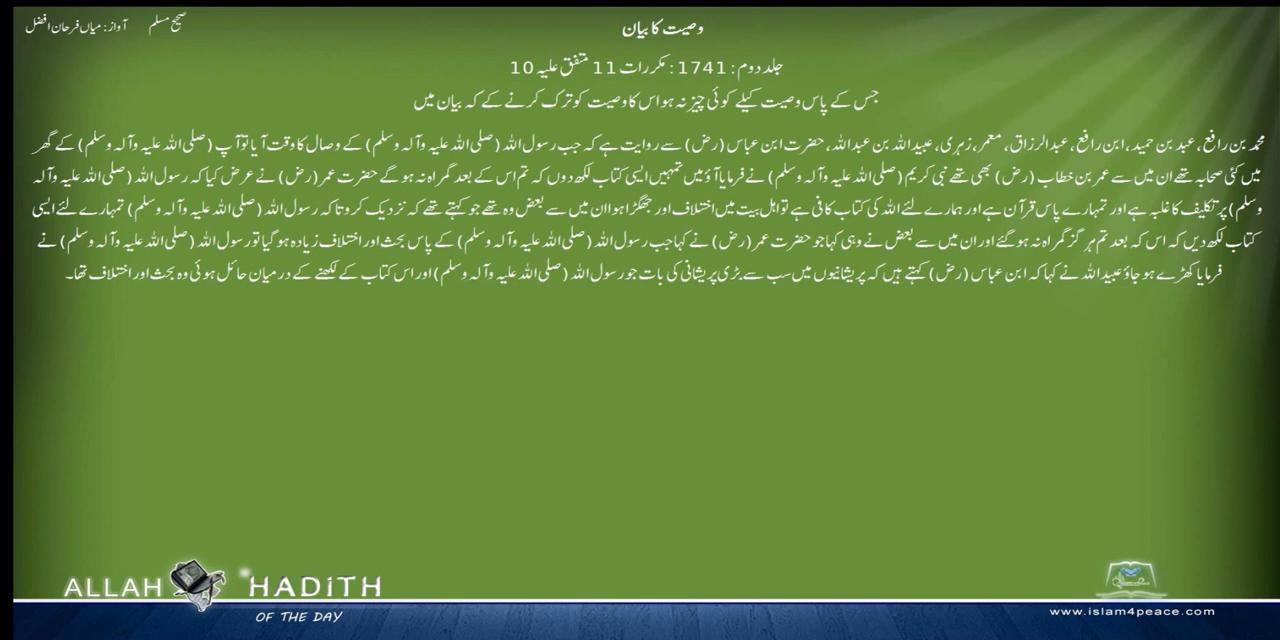 صحیح مسلم آواز: میاں فرحان افضل
وصیت کا بیان
جلد دوم: 1741: مکررات 11 متفق علیہ 10
جس کے پاس وصیت کیلے کوئی چیز نہ ہو اس کا وصیت کو ترک کرنے کے کہ بیان میں
محمد بن رافع، عبد بن حمید، ابن رافع، عبدالرزاق، معمر، زہری، عبیداللہ بن عبداللہ، حضرت ابن عباس (رض) سے روایت ہے کہ جب رسول اللہ (صلی اللہ علیہ وآلہ وسلم) کے وصال کا وقت آیا تو آپ (صلی اللہ علیہ وآلہ وسلم) کے گھر
میں کئی صحابہ تھے ان میں سے عمر بن خطاب (رض) بھی تھے نبی کریم (صلی اللہ علیہ وآلہ وسلم) نے فرمایا آؤ میں تمہیں ایسی کتاب لکھ دوں کہ تم اس کے بعد گمراہ نہ ہو گے حضرت عمر (رض) نے عرض کیا کہ رسول اللہ (صلی اللہ علیہ وآلہ
وسلم) پر تکلیف کا غلبہ ہے اور تمہارے پاس قرآن ہے اور ہمارے لئے اللہ کی کتاب کافی ہے تو اہل بیت میں اختلاف اور جھگڑا ہوا ان میں سے بعض وہ تھے جو کہتے تھے کہ نزدیک کرو تاکہ رسول اللہ (صلی اللہ علیہ وآلہ وسلم) تمہارے لئے ایسی
کتاب لکھ دیں کہ اس کہ بعد تم ہرگز گمراہ نہ ہو گئے اور ان میں سے بعض نے وہی کہا جو حضرت عمر (رض) نے کہا جب رسول اللہ (صلی اللہ علیہ وآلہ وسلم) کے پاس بحث اور اختلاف زیادہ ہو گیا تو رسول اللہ (صلی اللہ علیہ وآلہ وسلم) نے
فرمایا کھڑے ہو جاؤ عبیداللہ نے کہا کہ ابن عباس (رض) کہتے ہیں کہ پریشانیوں میں سب سے بڑی پریشانی کی بات جو رسول اللہ (صلی اللہ علیہ وآلہ وسلم) اور اس کتاب کے لکھنے کے درمیان حائل ہوئی وہ بحث اور اختلاف تھا۔
ALLAH HADITH
OF THE DAY
www.islam4peace.com